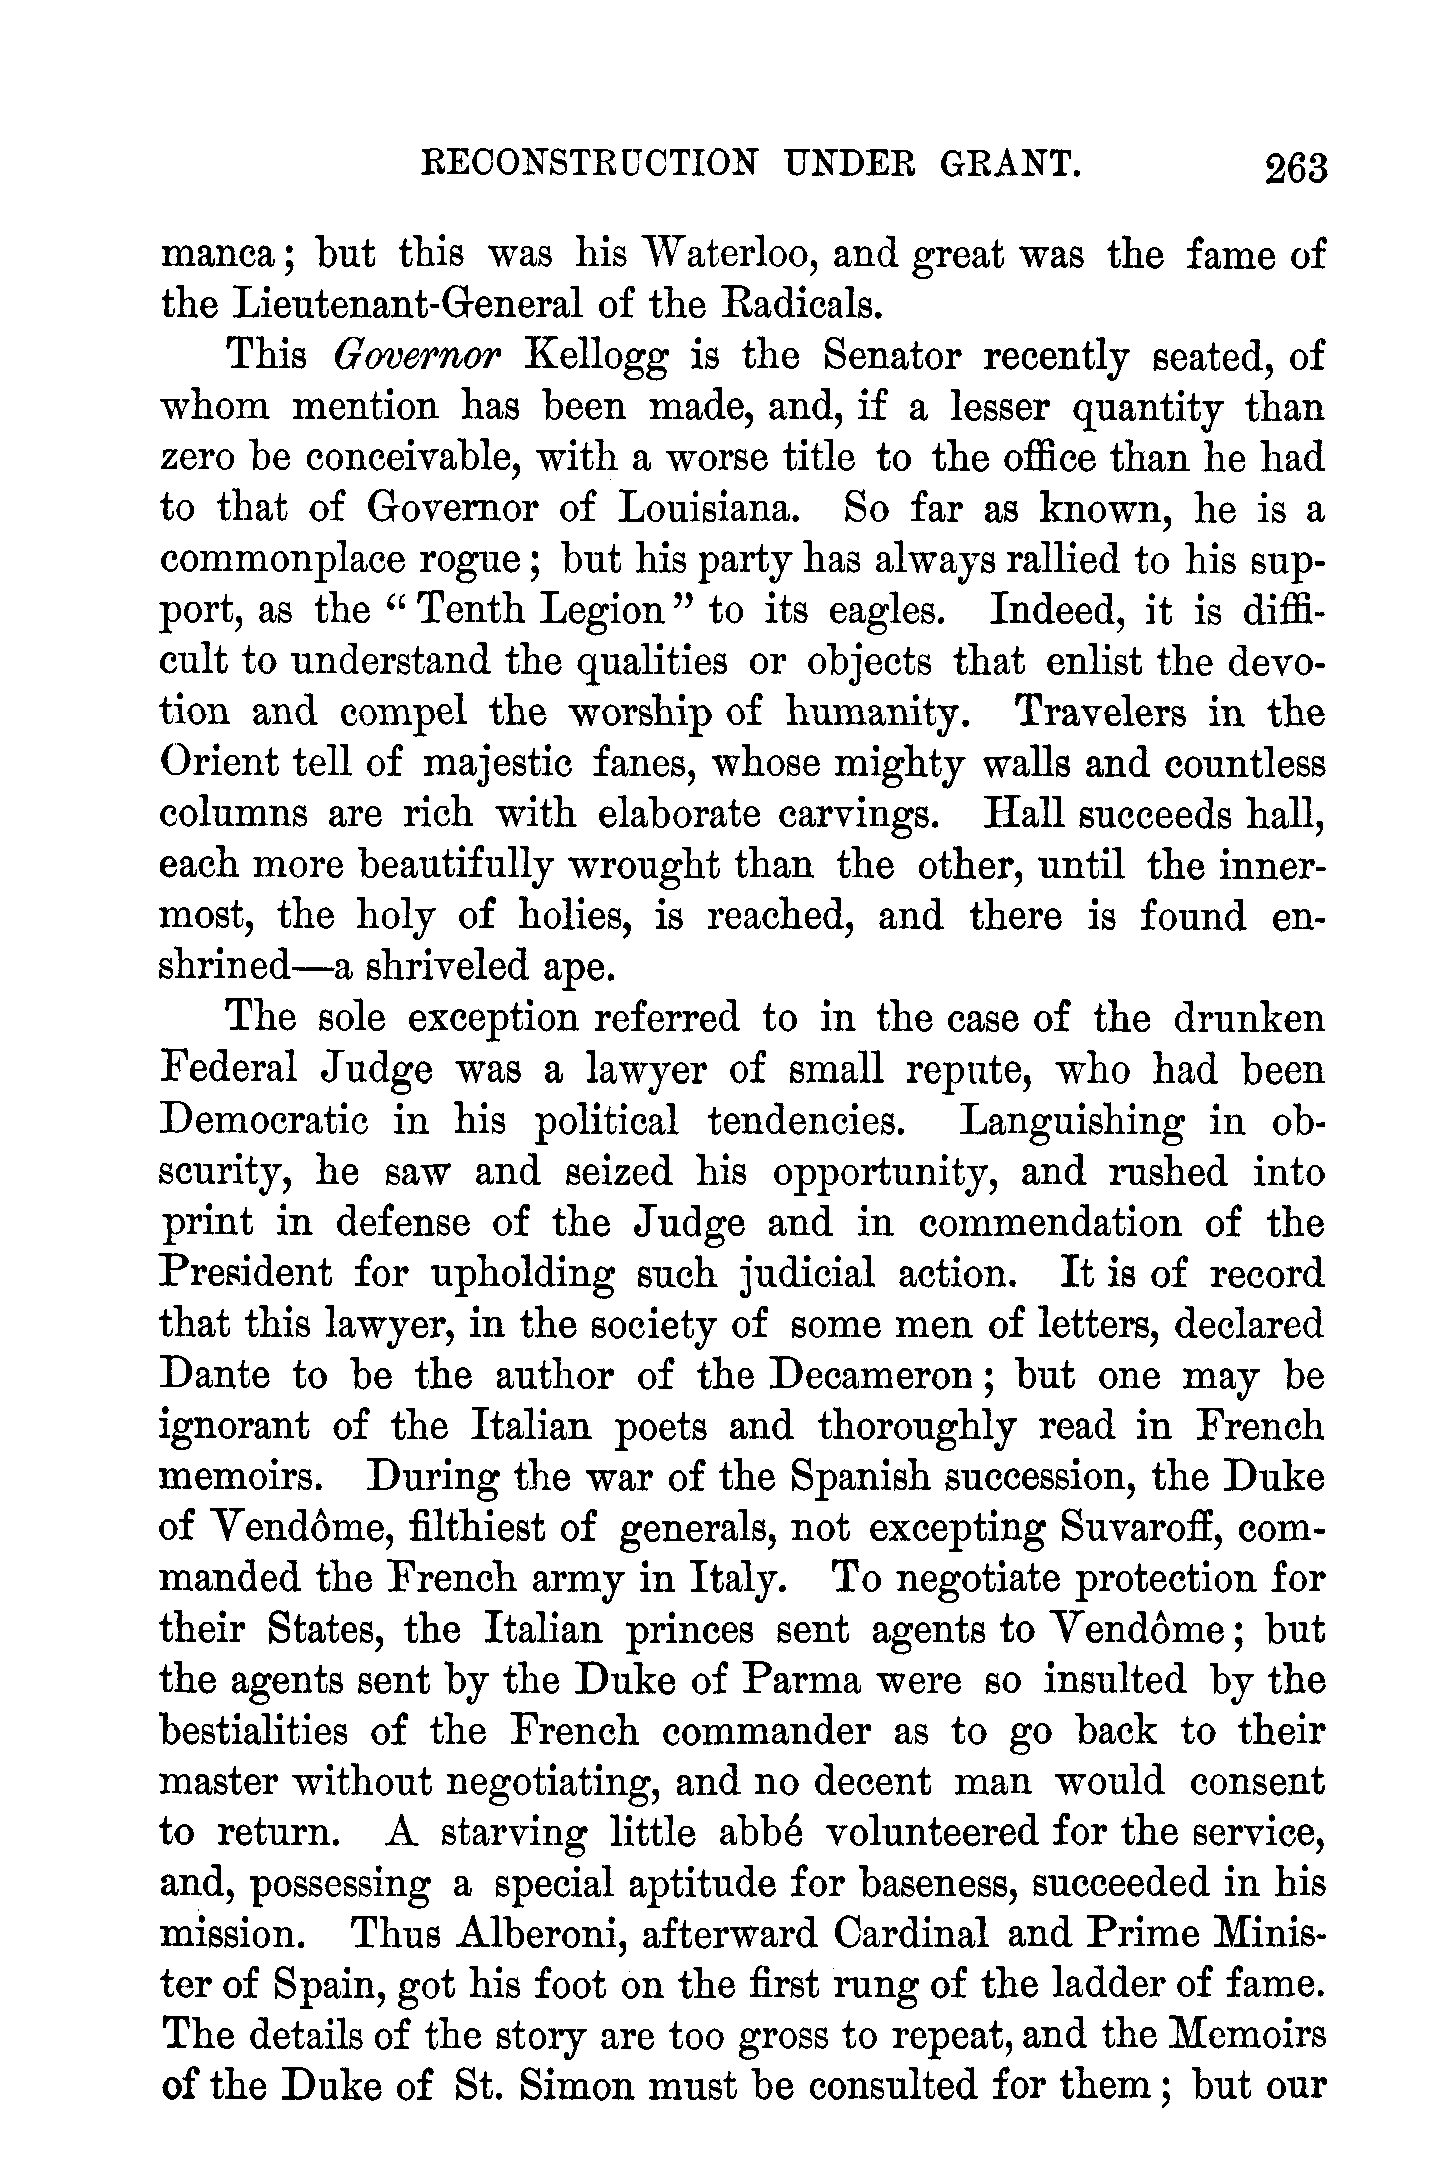 RECONSTRUCTION UNDER GRANT. 263
manca; but this was his Waterloo, and great was the fame of
the Lieutenant-General of the Radicals.
This Governor Kellogg is the Senator recently seated, of
whom mention has been made, and, if a lesser quantity than
zero be conceivable, with a worse title to the office than he had
to that of Governor of Louisiana. So far as known, he is a
commonplace rogue; but his party has always rallied to his sup-
port, as the “Tenth Legion” to its eagles. Indeed, it is diffi-
cult to understand the qualities or objects that enlist the devo-
tion and compel the worship of humanity. Travelers in the
Orient tell of majestic fanes, whose mighty walls and countless
columns are rich with elaborate carvings. Hall succeeds hall,
each more beautifully wrought than the other, until the inner-
most, the holy of holies, is reached, and there is found en-
shrined—a shriveled ape.
The sole exception referred to in the case of the drunken
Federal Judge was a lawyer of small repute, who had been
Democratic in his political tendencies. Languishing in ob-
scurity, he saw and seized his opportunity, and rushed into
print in defense of the Judge and in commendation of the
President for upholding such judicial action. It is of record
that this lawyer, in the society of some men of letters, declared
Dante to be the author of the Decameron; but one may be
ignorant of the Italian poets and thoroughly read in French
memoirs. During the war of the Spanish succession, the Duke
of Vendôme, filthiest of generals, not excepting Suvaroff, com-
manded the French army in Italy. To negotiate protection for
their States, the Italian princes sent agents to Vendôme; but
the agents sent by the Duke of Parma were so insulted by the
bestialities of the French commander as to go back to their
master without negotiating, and no decent man would consent
to return. A starving little abbé volunteered for the service,
and, possessing a special aptitude for baseness, succeeded in his
mission. Thus Alberoni, afterward Cardinal and Prime Minis-
ter of Spain, got his foot on the first rung of the ladder of fame.
The details of the story are too gross to repeat, and the Memoirs
of the Duke of St. Simon must be consulted for them; but our